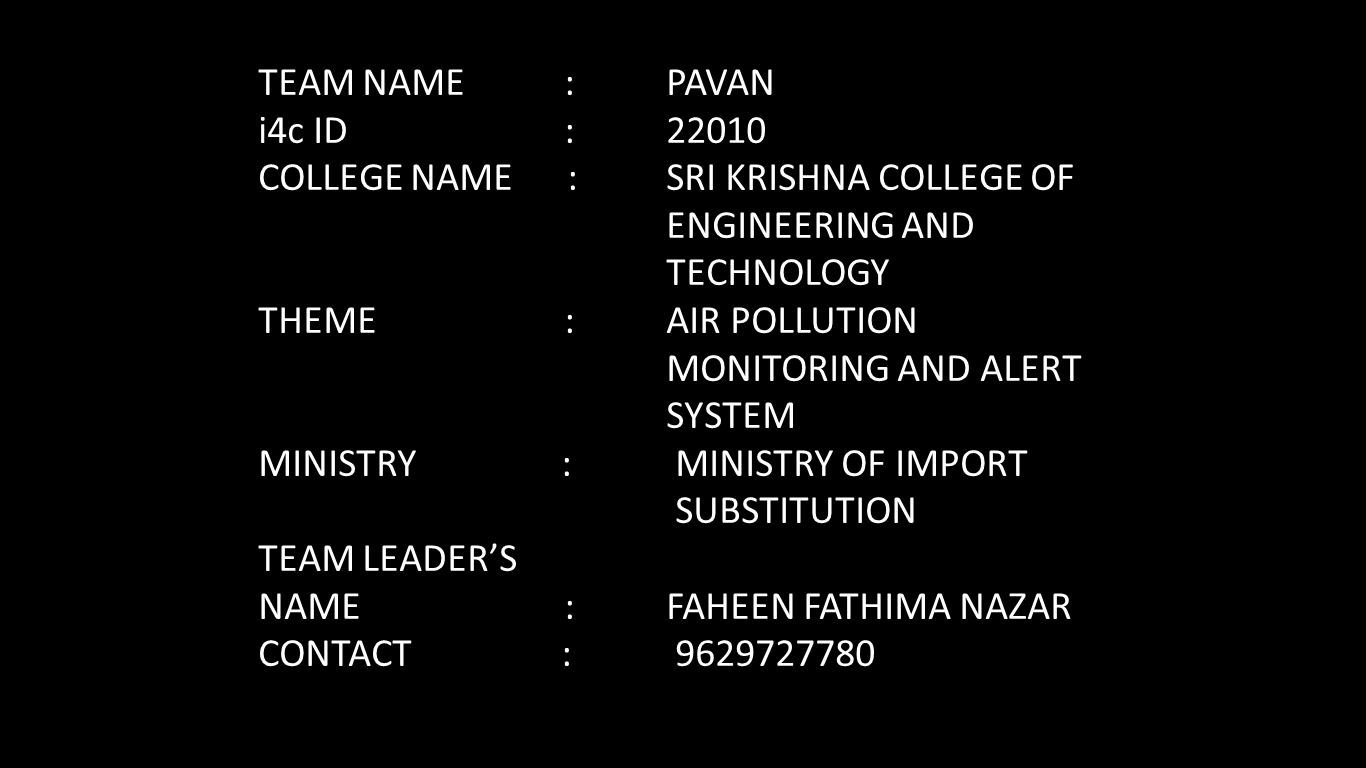 TEAM NAME : PAVAN
i4c ID : 22010
COLLEGE NAME : SRI KRISHNA COLLEGE OF
ENGINEERING AND
TECHNOLOGY
THEME : AIR POLLUTION
MONITORING AND ALERT
SYSTEM
MINISTRY : MINISTRY OF IMPORT
SUBSTITUTION
TEAM LEADER’S
NAME : FAHEEN FATHIMA NAZAR
CONTACT : 9629727780